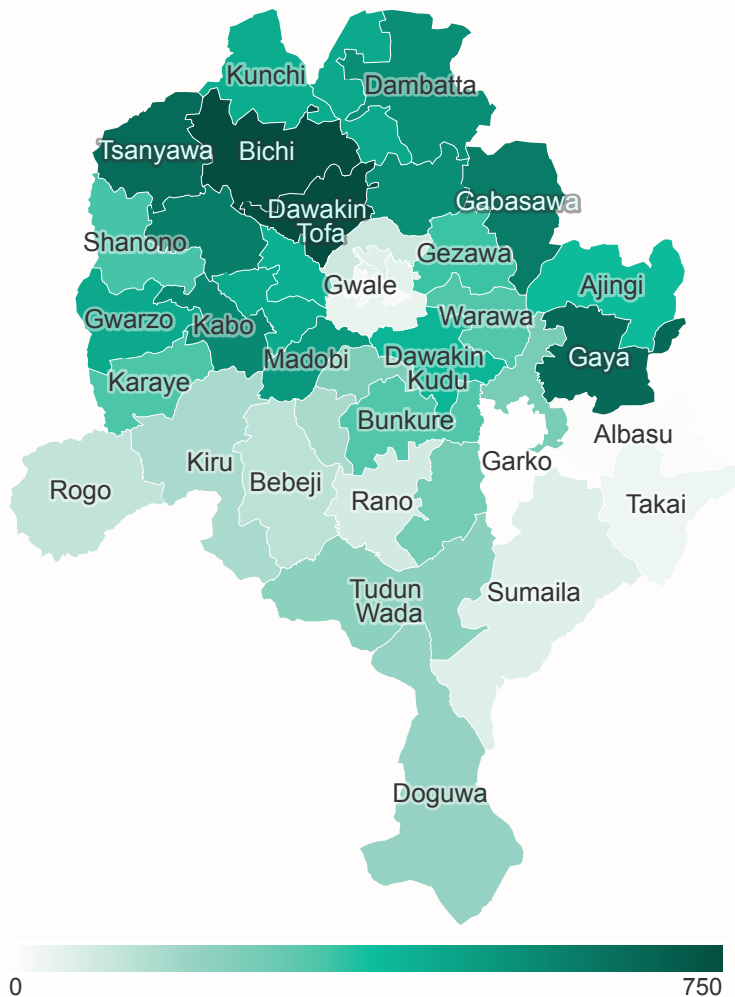 Kunchi
Dambatta
Tsanyawa
Bichi
Gabasawa
Dawakin
Tofa
Shanono
Gezawa
Gwale
Ajingi
Gwarzo
Kabo
Warawa
Madobi
Dawakin
Kudu
Gaya
Karaye
Bunkure
Albasu
Kiru
Garko
Rogo
Bebeji
Rano
Takai
Tudun
Wada
Sumaila
Doguwa
0
750